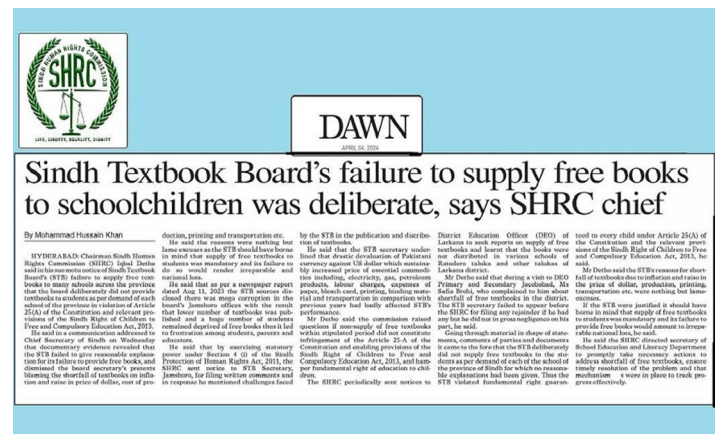 SINDH HUMAN RIGHTS COMMISSION
SHRC
LIFE, LIBERTY, EQUALITY, DIGNITY
DAWN
APRIL 04, 2024
Sindh Textbook Board's failure to supply free books
to schoolchildren was deliberate, says SHRC chief
By Mohammad Hussain Khan
HYDERABAD: Chairman Sindh Human
Rights Commission (SHRC) Iqbal Detho
said in his suo motu notice of Sindh Textbook
Board's (STB) failure to supply free text-
books to many schools across the province
that the board deliberately did not provide
textbooks to students as per demand of each
school of the province in violation of Article
25(A) of the Constitution and relevant pro-
visions of the Sindh Right of Children to
Free and Compulsory Education Act, 2013.
He said in a communication addressed to
Chief Secretary of Sindh on Wednesday
that documentary evidence revealed that
the STB failed to give reasonable explana-
tion for its failure to provide free books, and
dismissed the board secretary's pretexts
blaming the shortfall of textbooks on infla-
tion and raise in price of dollar, cost of pro-
duction, printing and transportation etc.
He said the reasons were nothing but
lame excuses as the STB should have borne
in mind that supply of free textbooks to
students was mandatory and its failure to
do so would render irreparable and
national loss.
He said that as per a newspaper report
dated Aug 11, 2023 the STB sources dis-
closed there was mega corruption in the
board's Jamshoro offices with the result
that lower number of textbooks was pub-
lished and a huge number of students
remained deprived of free books thus it led
to frustration among students, parents and
educators.
He said that by exercising statutory
power under Section 4 (i) of the Sindh
Protection of Human Rights Act, 2011, the
SHRC sent notice to STB Secretary,
Jamshoro, for filing written comments and
in response he mentioned challenges faced
by the STB in the publication and distribu-
tion of textbooks.
He said that the STB secretary under-
lined that drastic devaluation of Pakistani
currency against US dollar which sustaina-
bly increased price of essential commodi-
ties including, electricity, gas, petroleum
products, labour charges, expenses of
paper, bleach card, printing, binding mate-
rial and transportation in comparison with
previous years had badly affected STB's
performance.
Mr Detho said the commission raised
question if non-supply of free textbooks
within stipulated period did not constitute
infringement of the Article 25-A of the
Constitution and enabling provisions of the
Sindh Right of Children to Free and
Compulsory Education Act, 2013, and ham-
per fundamental right of education to chil-
dren.
The SHRC periodically sent notices to
District Education Officer (DEO) of
Larkana to seek reports on supply of free
textbooks and learnt that the books were
not distributed in various schools of
Ratodero taluka and other talukas of
Larkana district.
Mr Detho said that during a visit to DEO
Primary and Secondary Jacobabad, Ms
Safia Brohi, who complained to him about
shortfall of free textbooks in the district.
The STB secretary failed to appear before
the SHRC for filing any rejoinder if he had
any but he did not in gross negligence on his
part, he said.
Going through material in shape of state-
ments, comments of parties and documents
it came to the fore that the STB deliberately
did not supply free textbooks to the stu-
dents as per demand of each of the school of
the province of Sindh for which no reasona-
ble explanations had been given. Thus the
STB violated fundamental right guaran-
teed to every child under Article 25(A) of
the Constitution and the relevant provi-
sions of the Sindh Right of Children to Free
and Compulsory Education Act, 2013, he
said.
Mr Detho said the STB's reasons for short-
fall of textbooks due to inflation and raise in
the price of dollar, production, printing,
transportation etc. were nothing but lame
excuses.
If the STB were justified it should have
borne in mind that supply of free textbooks
to students was mandatory and its failure to
provide free books would amount to irrepa-
rable national loss, he said.
He said the SHRC directed secretary of
School Education and Literacy Department
to promptly take necessary actions to
address shortfall of free textbooks, ensure
timely resolution of the problem and that
mechanism s were in place to track pro-
gress effectively.